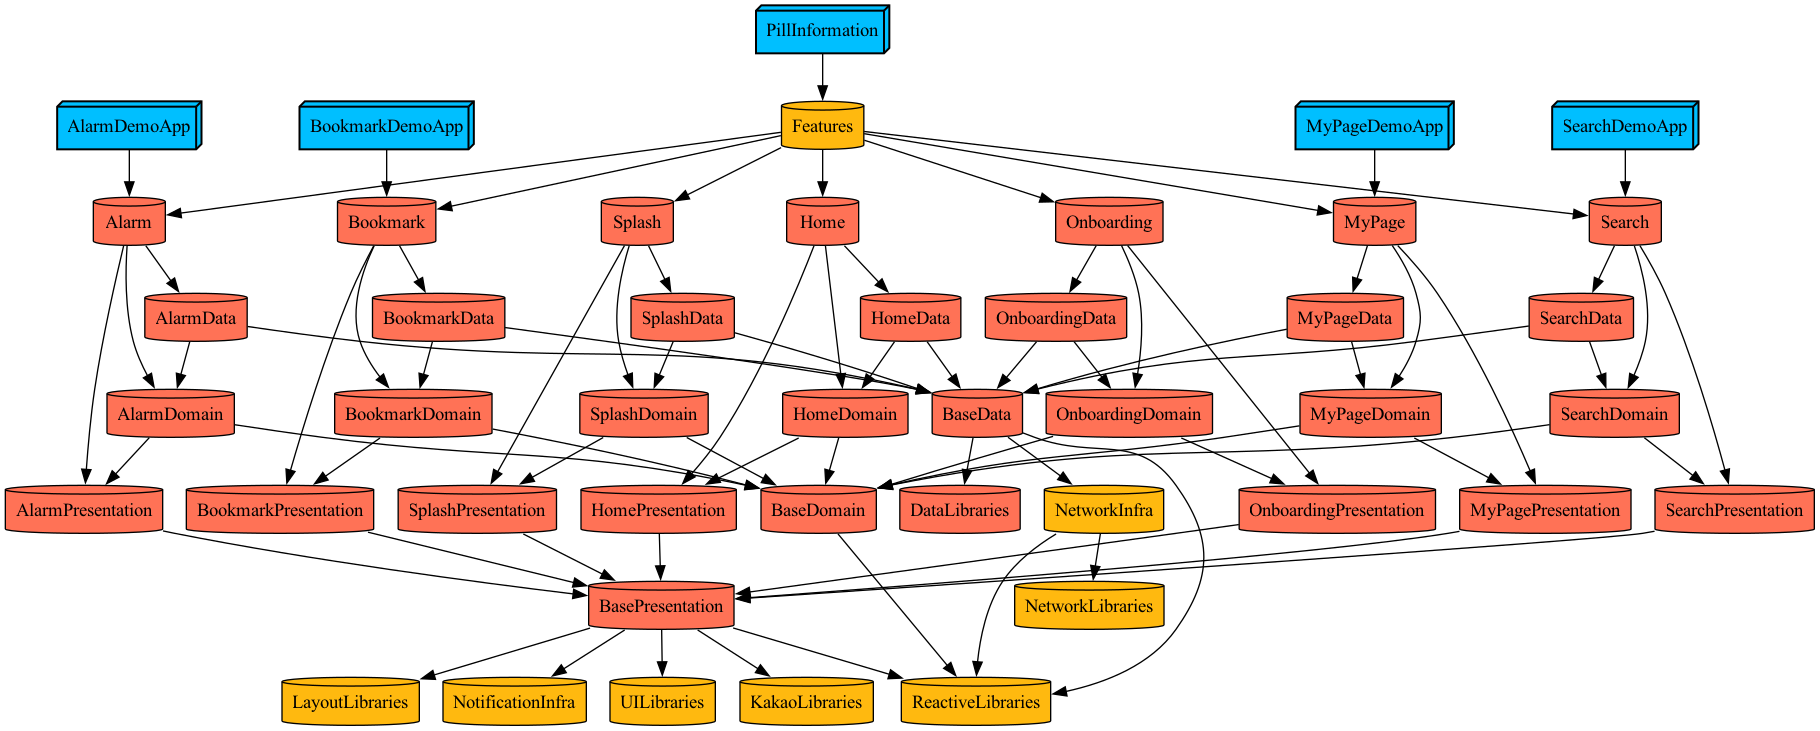 PillInformation
AlarmDemoApp
BookmarkDemoApp
Features
MyPageDemoApp
SearchDemoApp
Alarm
Bookmark
Splash
Home
Onboarding
MyPage
Search
AlarmData
BookmarkData
SplashData
HomeData
OnboardingData
MyPageData
SearchData
AlarmDomain
BookmarkDomain
SplashDomain
HomeDomain
BaseData
OnboardingDomain
MyPageDomain
SearchDomain
AlarmPresentation
BookmarkPresentation
SplashPresentation
HomePresentation
BaseDomain
DataLibraries
NetworkInfra
OnboardingPresentation
MyPagePresentation
SearchPresentation
BasePresentation
NetworkLibraries
LayoutLibraries
NotificationInfra
UILibraries
KakaoLibraries
ReactiveLibraries